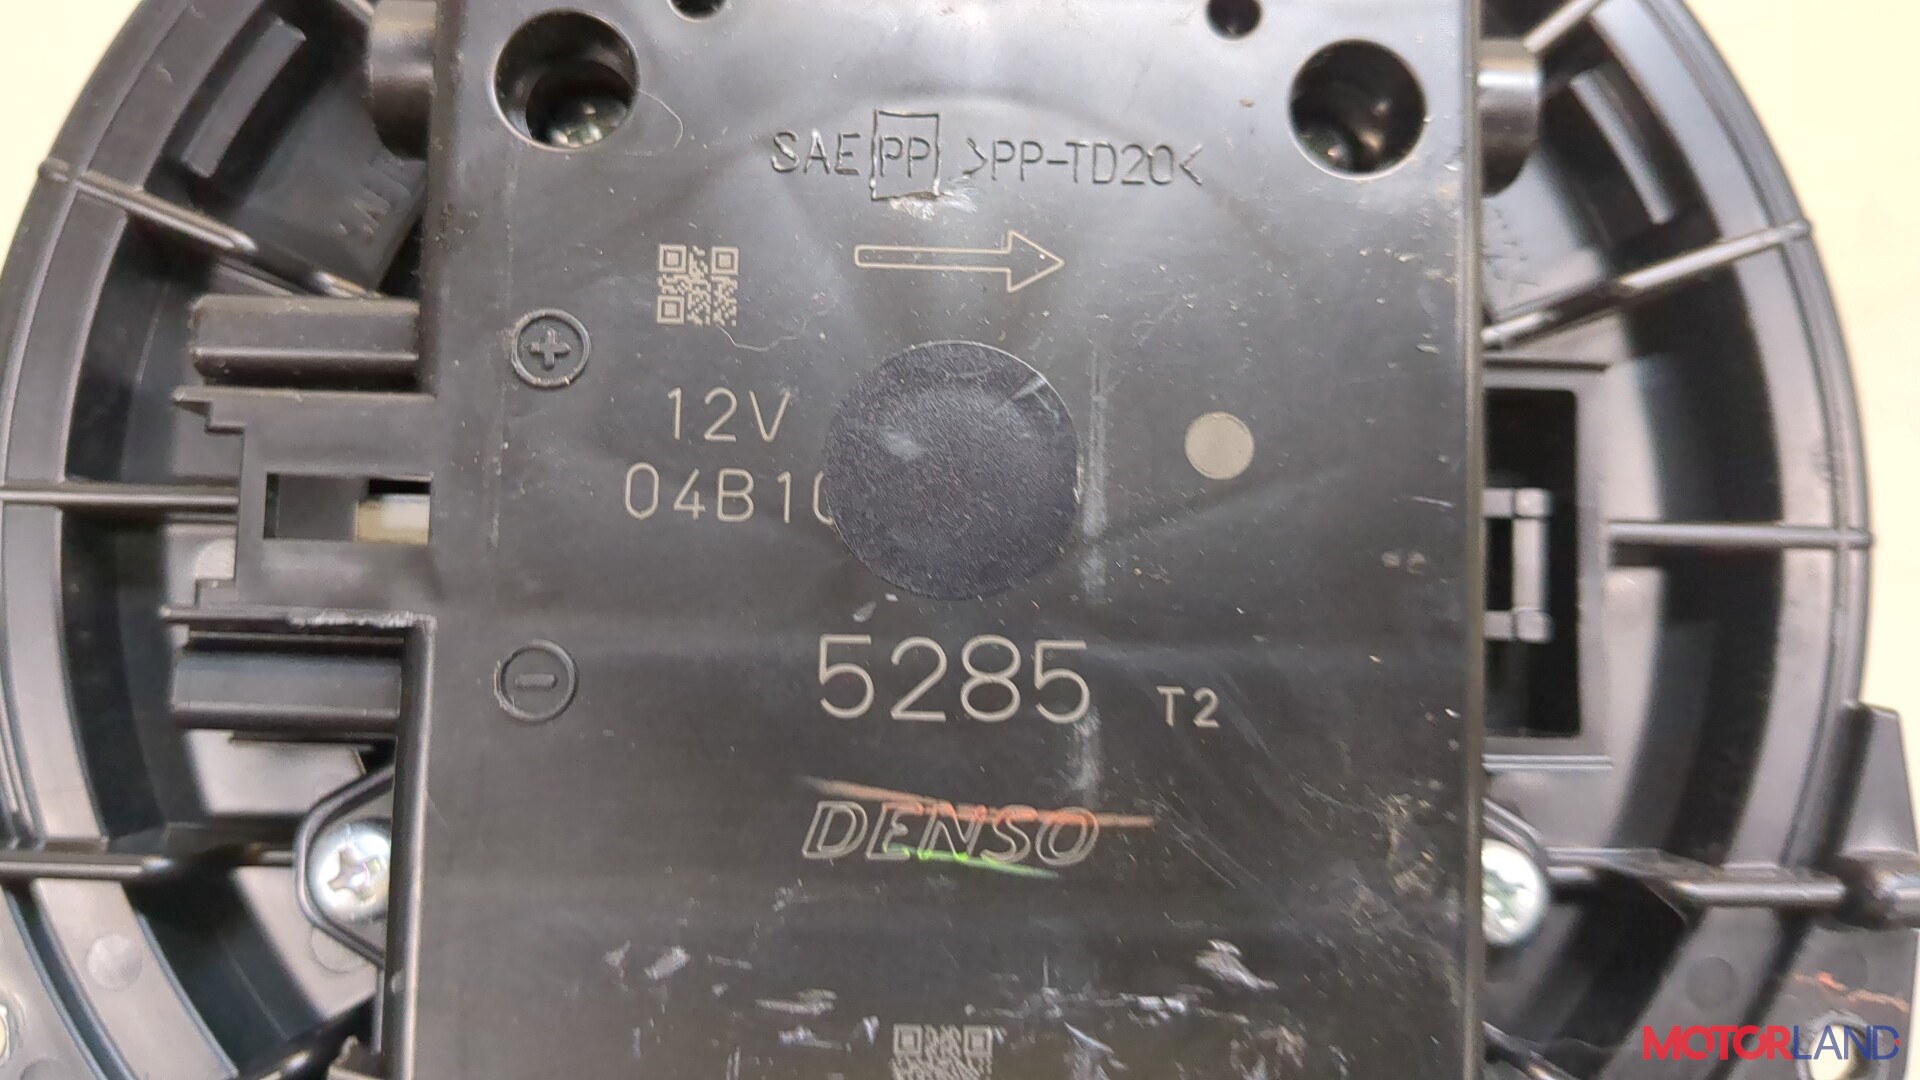 SAE PP >PP-TD20<
+
12V
04B10
5285 T2
-
DENSO
MOTORLAND